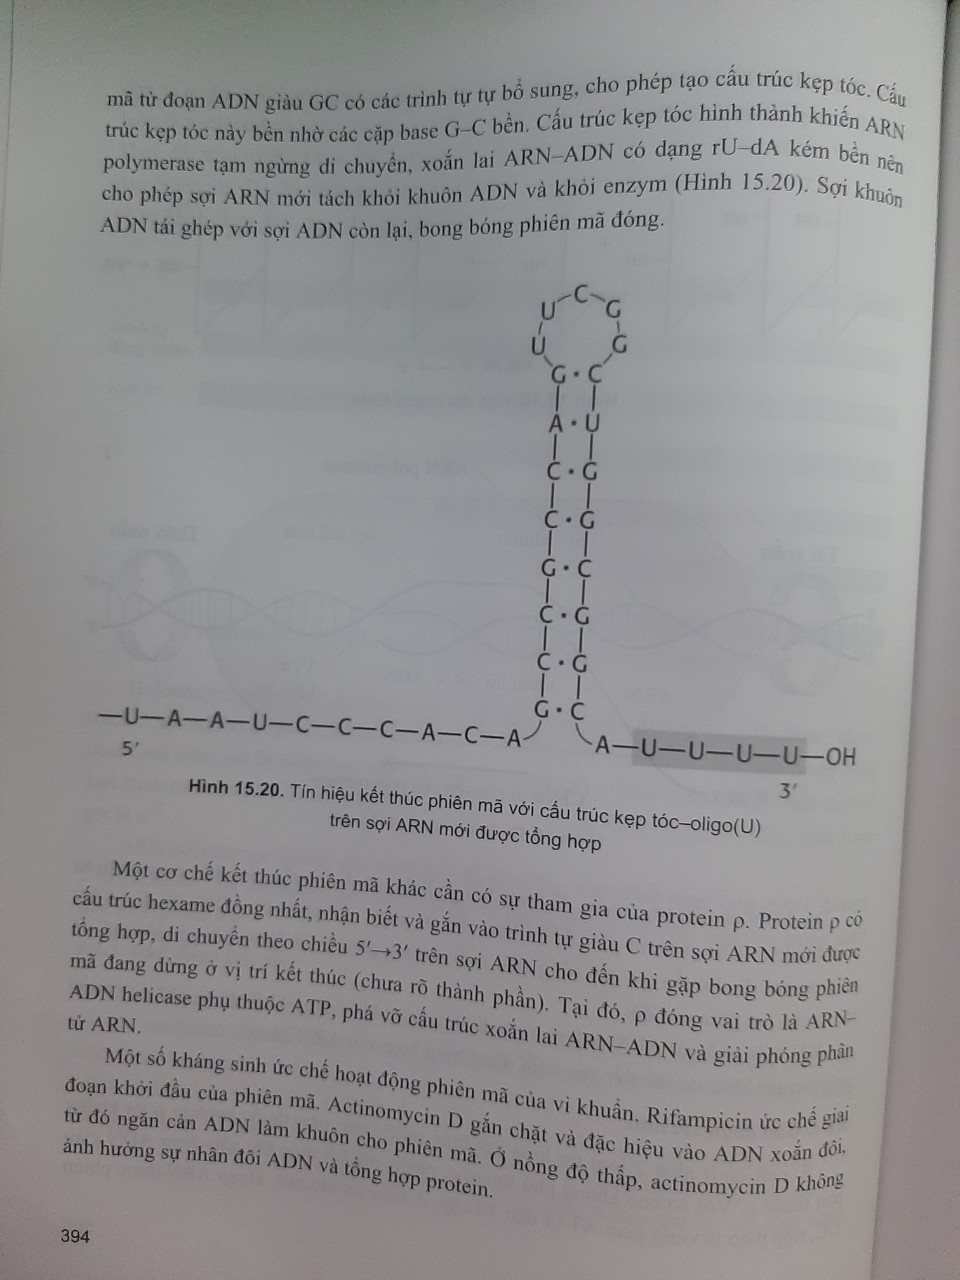 mã từ đoạn ADN giàu GC có các trình tự tự bổ sung, cho phép tạo cấu trúc kẹp tóc. Cấu
trúc kẹp tóc này bền nhờ các cặp base G–C bền. Cấu trúc kẹp tóc hình thành khiến ARN
polymerase tạm ngừng di chuyển, xoắn lai ARN–ADN có dạng rU–dA kém bền nên
cho phép sợi ARN mới tách khỏi khuôn ADN và khỏi enzym (Hình 15.20). Sợi khuôn
ADN tái ghép với sợi ADN còn lại, bong bóng phiên mã đóng.
C
U G
U G
G · C
A · U
C · G
C · G
G · C
C · G
C · G
G · C
—U—A—A—U—C—C—C—A—C—A
A—U—U—U—U—OH
5′
3′
Hình 15.20. Tín hiệu kết thúc phiên mã với cấu trúc kẹp tóc–oligo(U)
trên sợi ARN mới được tổng hợp
Một cơ chế kết thúc phiên mã khác cần có sự tham gia của protein ρ. Protein ρ có
cấu trúc hexame đồng nhất, nhận biết và gắn vào trình tự giàu C trên sợi ARN mới được
tổng hợp, di chuyển theo chiều 5′→3′ trên sợi ARN cho đến khi gặp bong bóng phiên
mã đang dừng ở vị trí kết thúc (chưa rõ thành phần). Tại đó, ρ đóng vai trò là ARN–
ADN helicase phụ thuộc ATP, phá vỡ cấu trúc xoắn lai ARN–ADN và giải phóng phân
tử ARN.
Một số kháng sinh ức chế hoạt động phiên mã của vi khuẩn. Rifampicin ức chế giai
đoạn khởi đầu của phiên mã. Actinomycin D gắn chặt và đặc hiệu vào ADN xoắn đôi,
từ đó ngăn cản ADN làm khuôn cho phiên mã. Ở nồng độ thấp, actinomycin D không
ảnh hưởng sự nhân đôi ADN và tổng hợp protein.
394